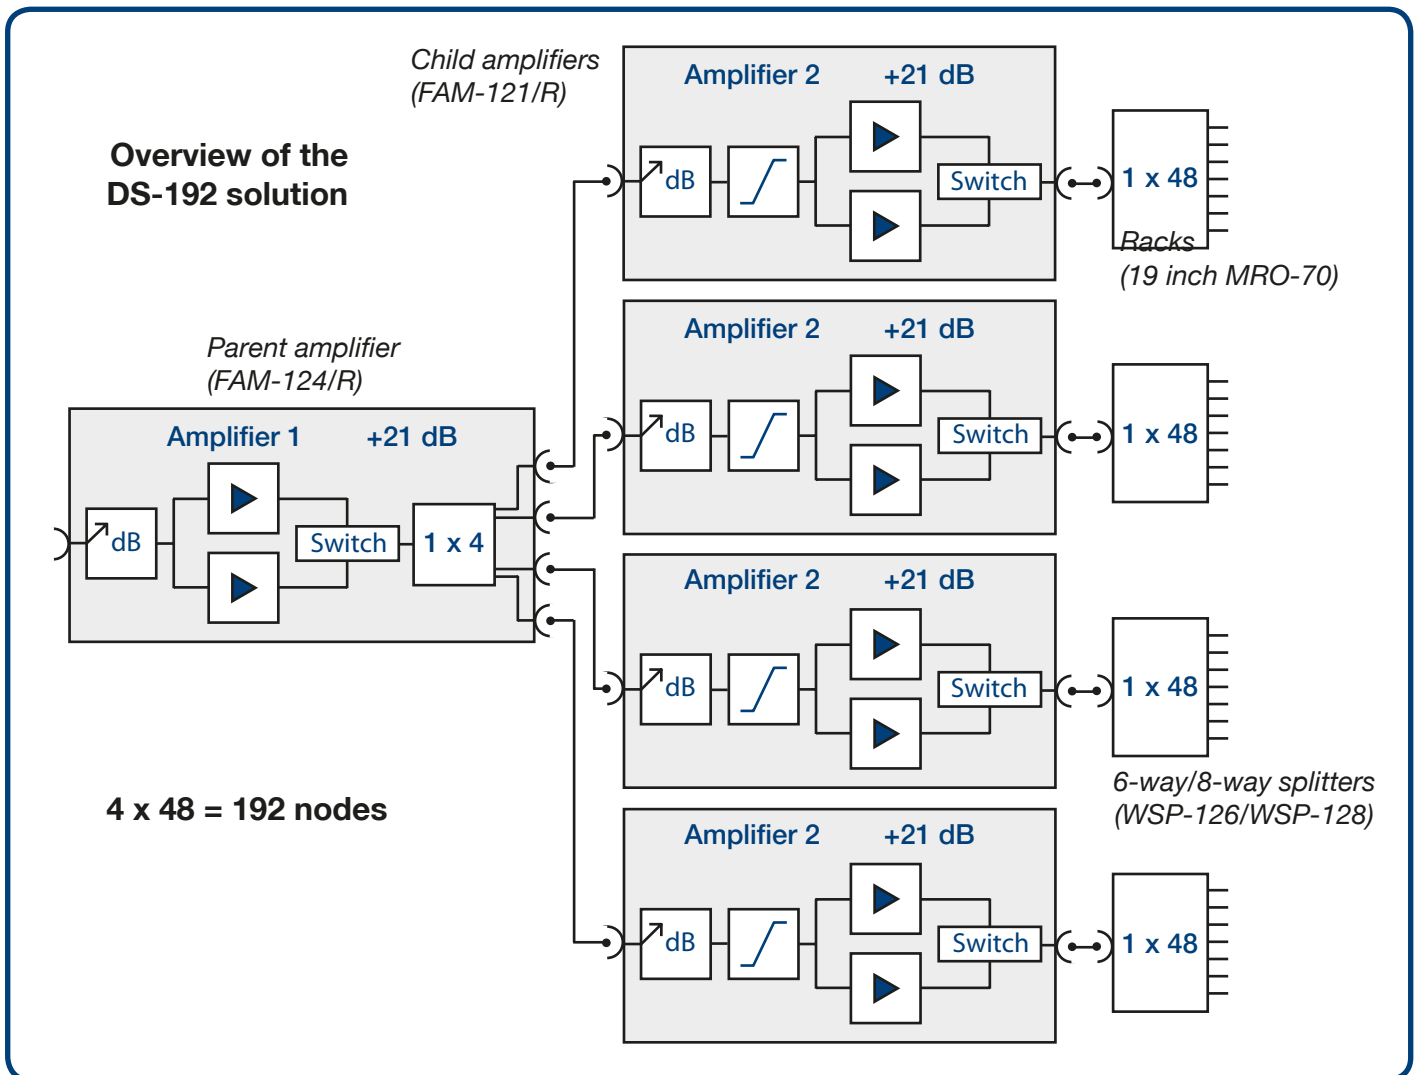 Child amplifiers
(FAM-121/R)
Overview of the
DS-192 solution
Parent amplifier
(FAM-124/R)
Amplifier 1 +21 dB
dB
Switch
1 x 4
4 x 48 = 192 nodes
Amplifier 2 +21 dB
dB
Switch
1 x 48
Racks
(19 inch MRO-70)
Amplifier 2 +21 dB
dB
Switch
1 x 48
Amplifier 2 +21 dB
dB
Switch
1 x 48
6-way/8-way splitters
(WSP-126/WSP-128)
Amplifier 2 +21 dB
dB
Switch
1 x 48